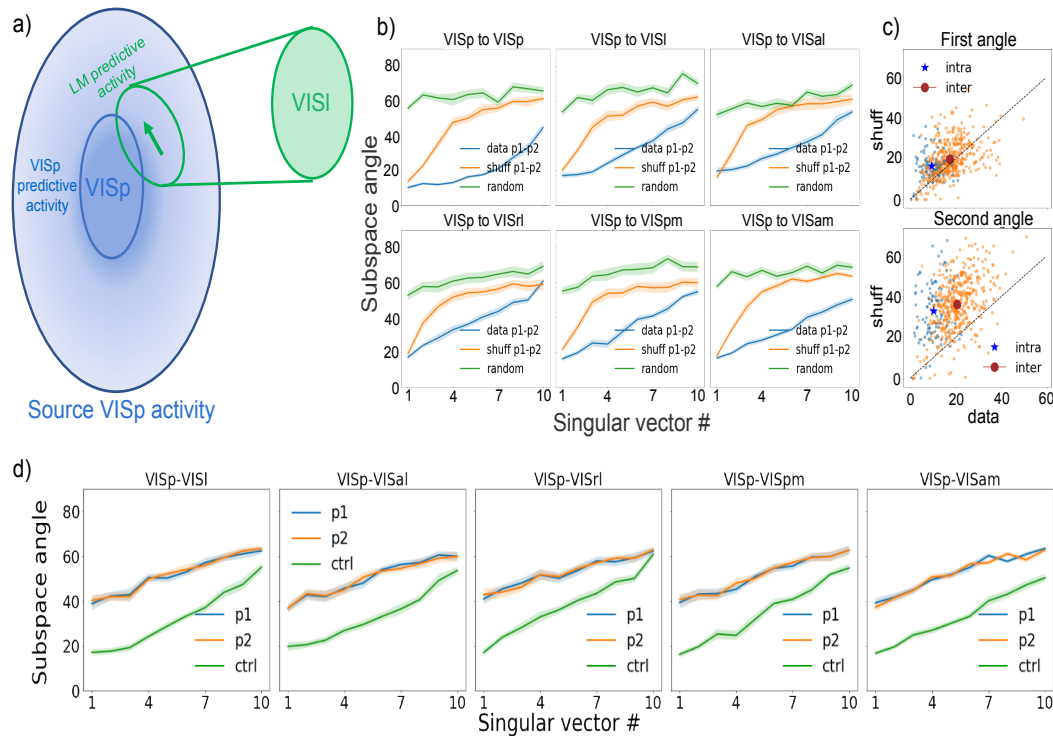 a)
LM predictive
activity
VISl
VISp
predictive
activity
VISp
Source VISp activity
b)
VISp to VISp
VISp to VISl
VISp to VISal
80
60
40
20
0
data p1-p2
shuff p1-p2
random
data p1-p2
shuff p1-p2
random
data p1-p2
shuff p1-p2
random
VISp to VISrl
VISp to VISpm
VISp to VISam
80
60
40
20
0
data p1-p2
shuff p1-p2
random
data p1-p2
shuff p1-p2
random
data p1-p2
shuff p1-p2
random
1 4 7 10 1 4 7 10 1 4 7 10
Subspace angle
Singular vector #
c)
First angle
intra
inter
60
40
20
0
shuff
Second angle
60
40
20
0
shuff
intra
inter
0 20 40 60
data
d)
VISp-VISl
VISp-VISal
VISp-VISrl
VISp-VISpm
VISp-VISam
Subspace angle
80
60
40
20
0
p1
p2
ctrl
p1
p2
ctrl
p1
p2
ctrl
p1
p2
ctrl
p1
p2
ctrl
1 4 7 10 1 4 7 10 1 4 7 10 1 4 7 10 1 4 7 10
Singular vector #